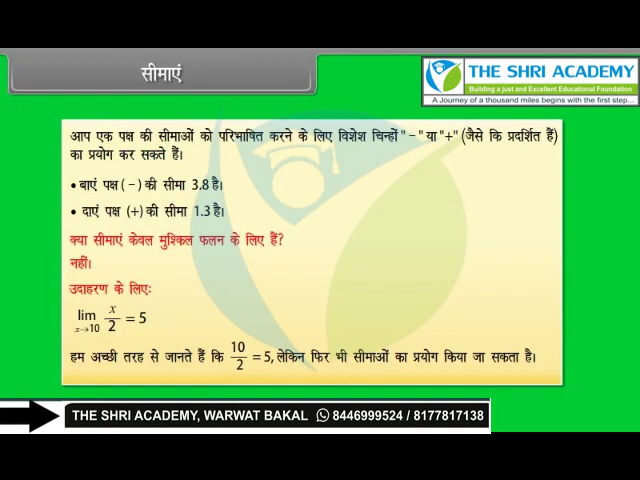 सीमाएं
THE SHRI ACADEMY
Building a just and Excellent Educational Foundation
A Journey of a thousand miles begins with the first step...
आप एक पक्ष की सीमाओं को परिभाषित करने के लिए विशेश चिन्हों " − " या "+" (जैसे कि प्रदर्शित हैं)
का प्रयोग कर सकते हैं।
• बाएं पक्ष ( − ) की सीमा 3.8 है।
• दाएं पक्ष (+) की सीमा 1.3 है।
क्या सीमाएं केवल मुश्किल फलन के लिए हैं?
नहीं।
उदाहरण के लिएः
lim x→10 x/2 = 5
हम अच्छी तरह से जानते हैं कि 10/2 = 5, लेकिन फिर भी सीमाओं का प्रयोग किया जा सकता है।
THE SHRI ACADEMY, WARWAT BAKAL 8446999524 / 8177817138